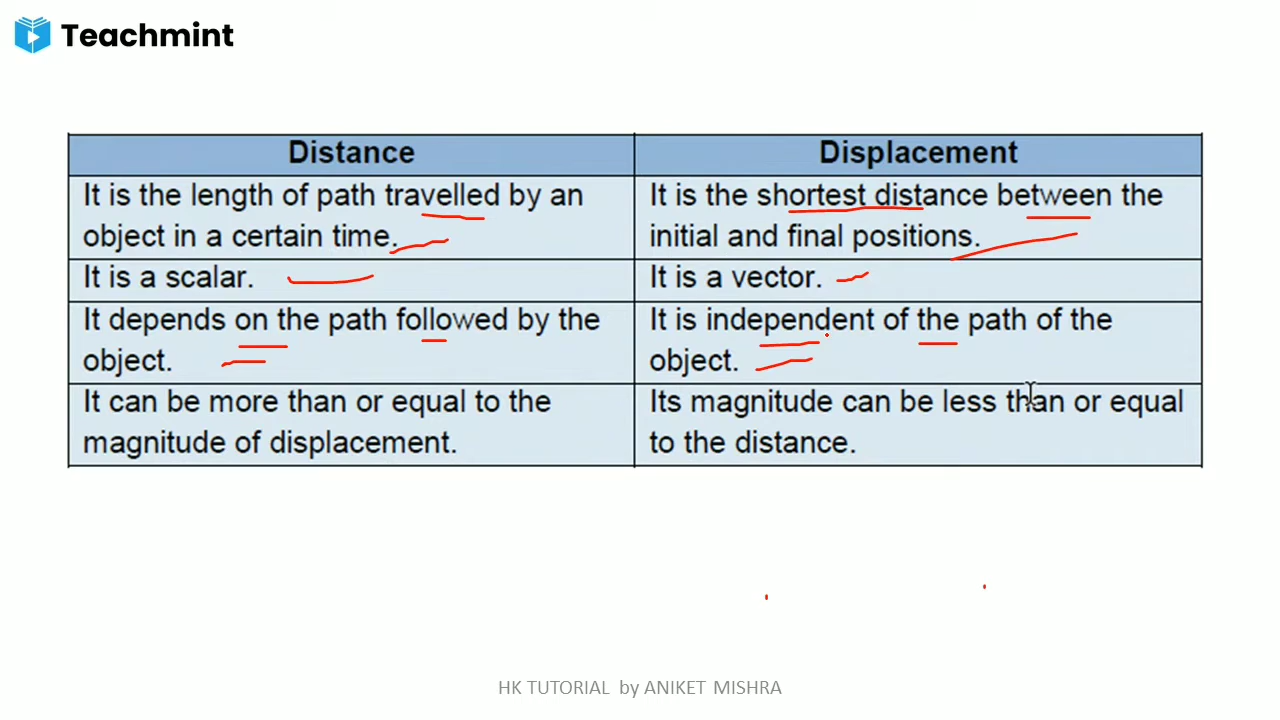 Teachmint
Distance
Displacement
It is the length of path travelled by an
object in a certain time.
It is the shortest distance between the
initial and final positions.
It is a scalar.
It is a vector.
It depends on the path followed by the
object.
It is independent of the path of the
object.
It can be more than or equal to the
magnitude of displacement.
Its magnitude can be less than or equal
to the distance.
HK TUTORIAL by ANIKET MISHRA